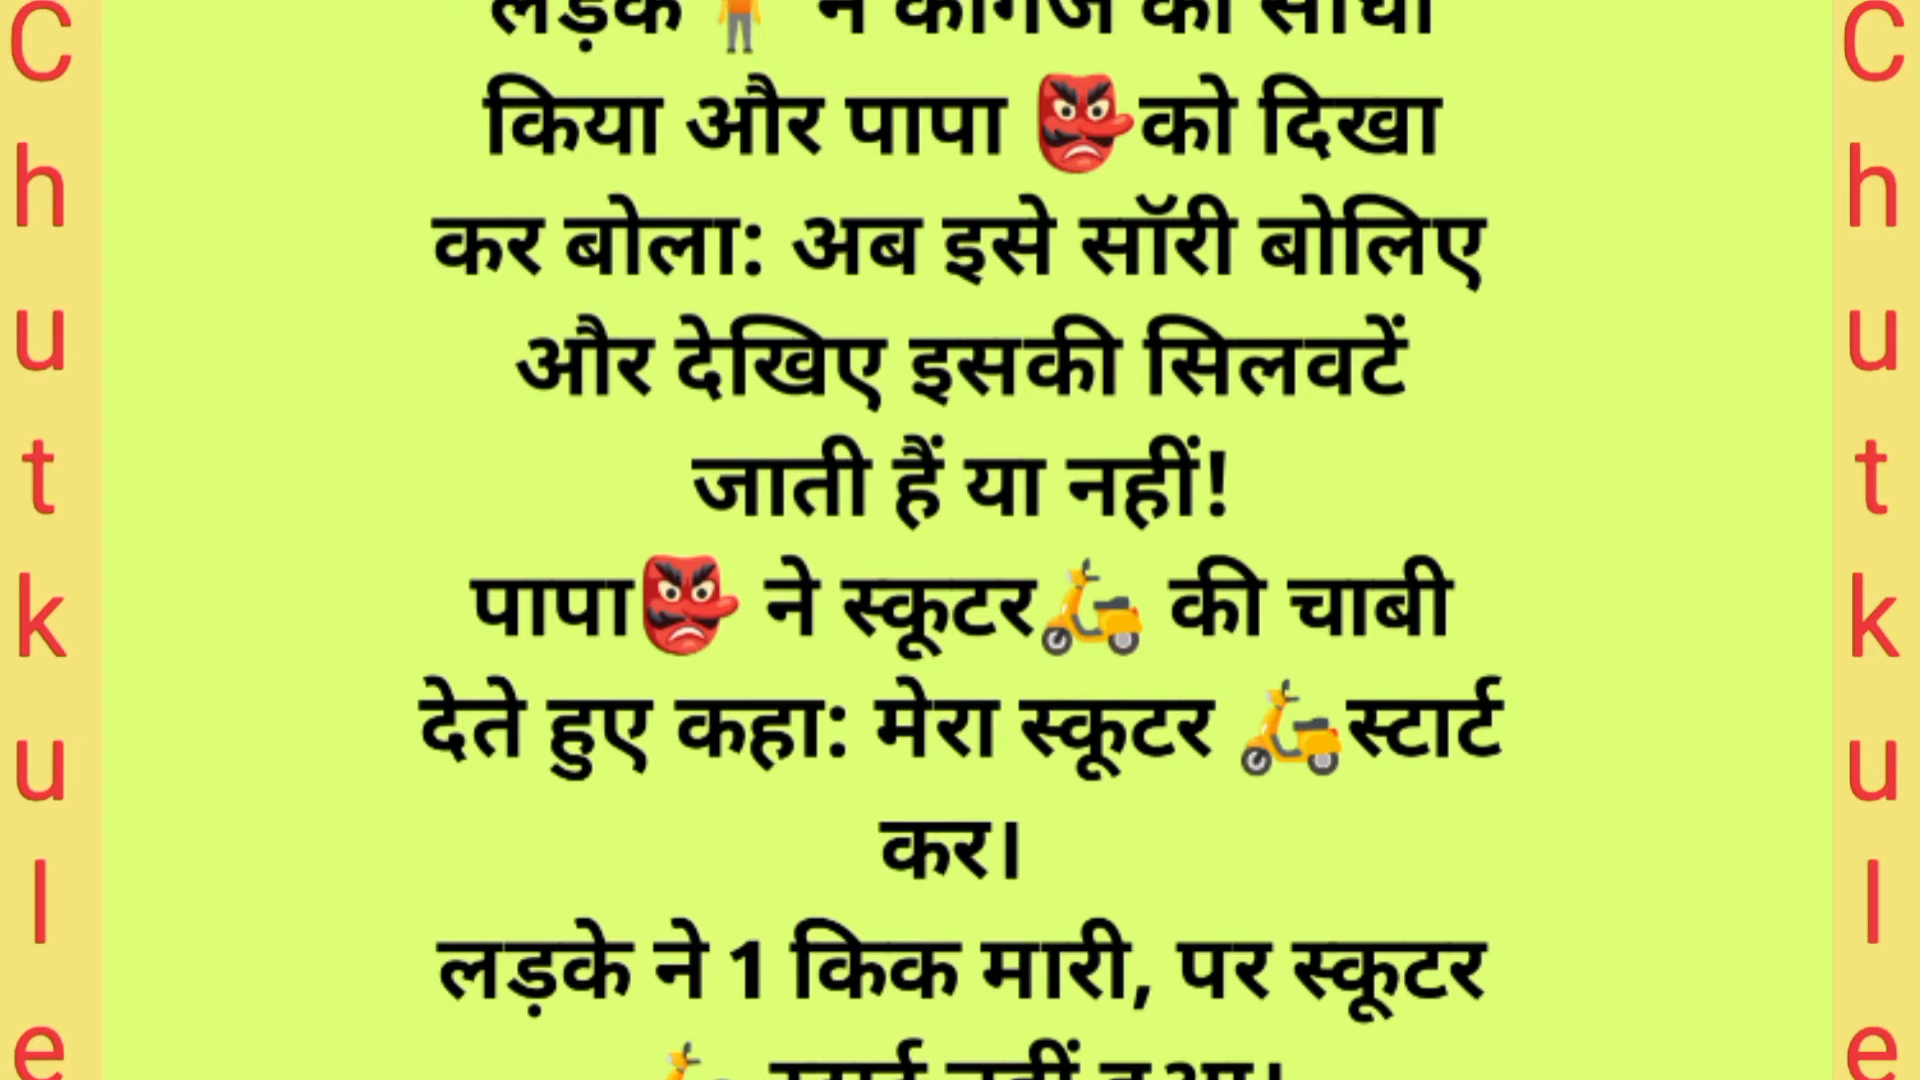 लड़के🧍 ने कागज को सीधा
किया और पापा 👺को दिखा
कर बोला: अब इसे सॉरी बोलिए
और देखिए इसकी सिलवटें
जाती हैं या नहीं!
पापा👺 ने स्कूटर🛵 की चाबी
देते हुए कहा: मेरा स्कूटर 🛵स्टार्ट
कर।
लड़के ने 1 किक मारी, पर स्कूटर
🛵 स्टार्ट नहीं हुआ।
Chutkule
Chutkule